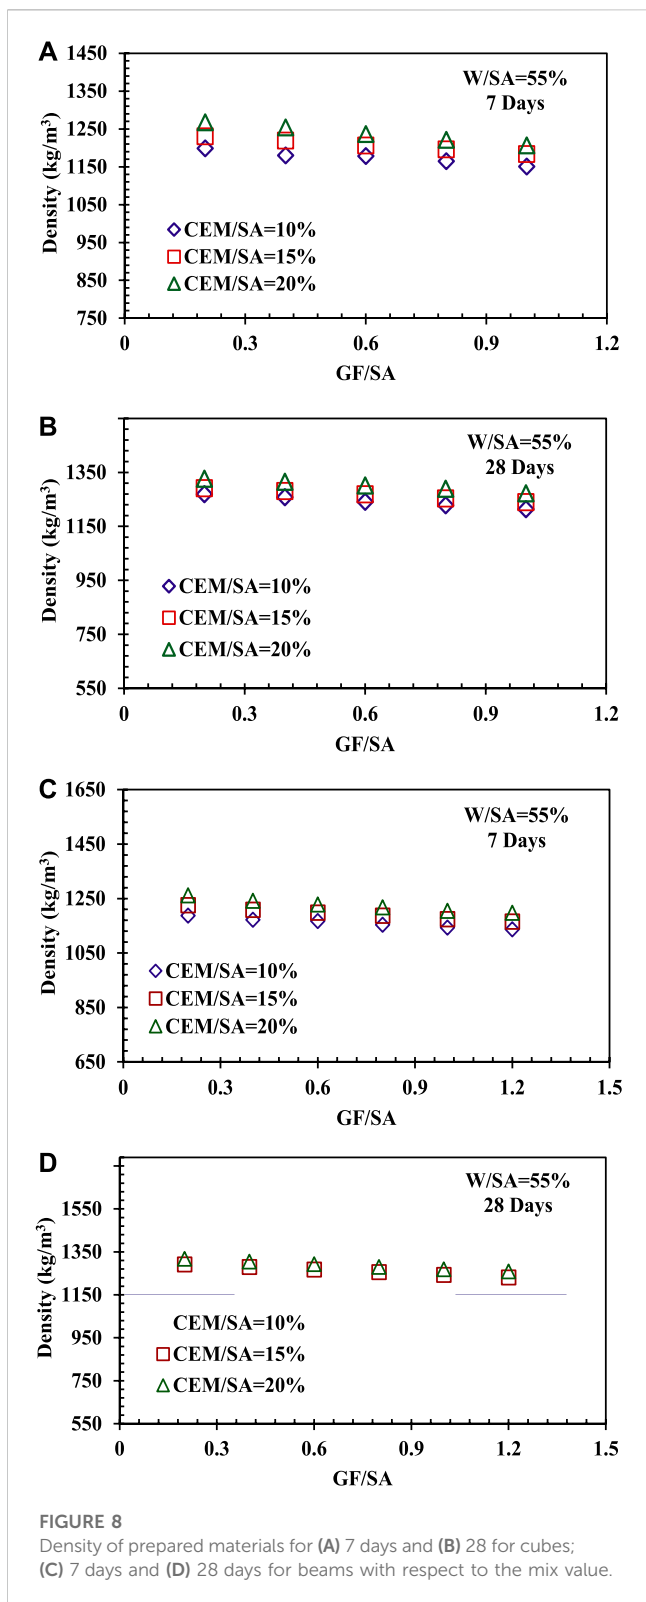 A
1450
1350
1250
1150
1050
950
850
750
Density (kg/m³)
W/SA=55%
7 Days
CEM/SA=10%
CEM/SA=15%
CEM/SA=20%
0 0.3 0.6 0.9 1.2
GF/SA
B
1350
1150
950
750
550
Density (kg/m³)
W/SA=55%
28 Days
CEM/SA=10%
CEM/SA=15%
CEM/SA=20%
0 0.3 0.6 0.9 1.2
GF/SA
C
1650
1450
1250
1050
850
650
Density (kg/m³)
W/SA=55%
7 Days
CEM/SA=10%
CEM/SA=15%
CEM/SA=20%
0 0.3 0.6 0.9 1.2 1.5
GF/SA
D
1550
1350
1150
950
750
550
Density (kg/m³)
W/SA=55%
28 Days
CEM/SA=10%
CEM/SA=15%
CEM/SA=20%
0 0.3 0.6 0.9 1.2 1.5
GF/SA
FIGURE 8
Density of prepared materials for (A) 7 days and (B) 28 for cubes;
(C) 7 days and (D) 28 days for beams with respect to the mix value.